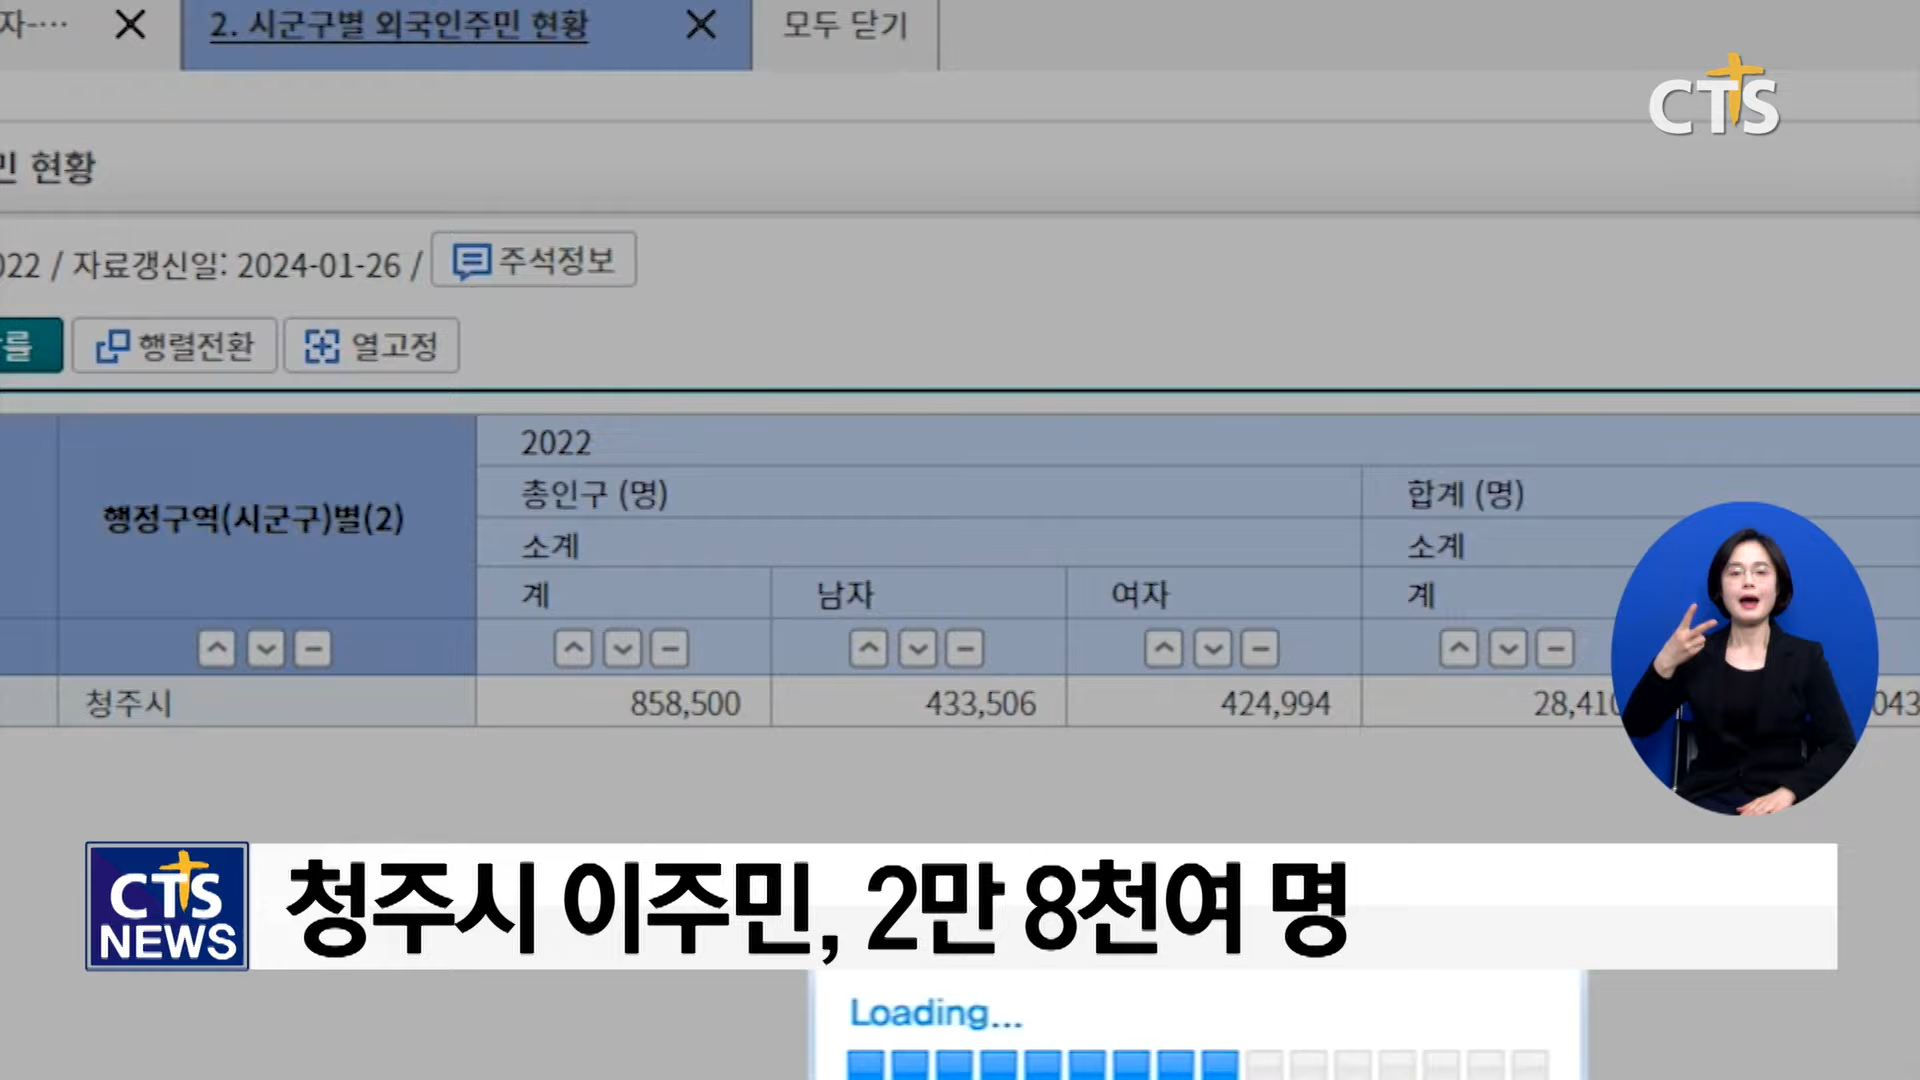 2. 시군구별 외국인주민 현황
모두 닫기
CTS
현황
/ 자료갱신일: 2024-01-26 /
주석정보
행렬전환
열고정
행정구역(시군구)별(2)
2022
총인구 (명)
합계 (명)
소계
소계
계
남자
여자
계
청주시
858,500
433,506
424,994
CTS
NEWS
청주시 이주민, 2만 8천여 명
Loading...